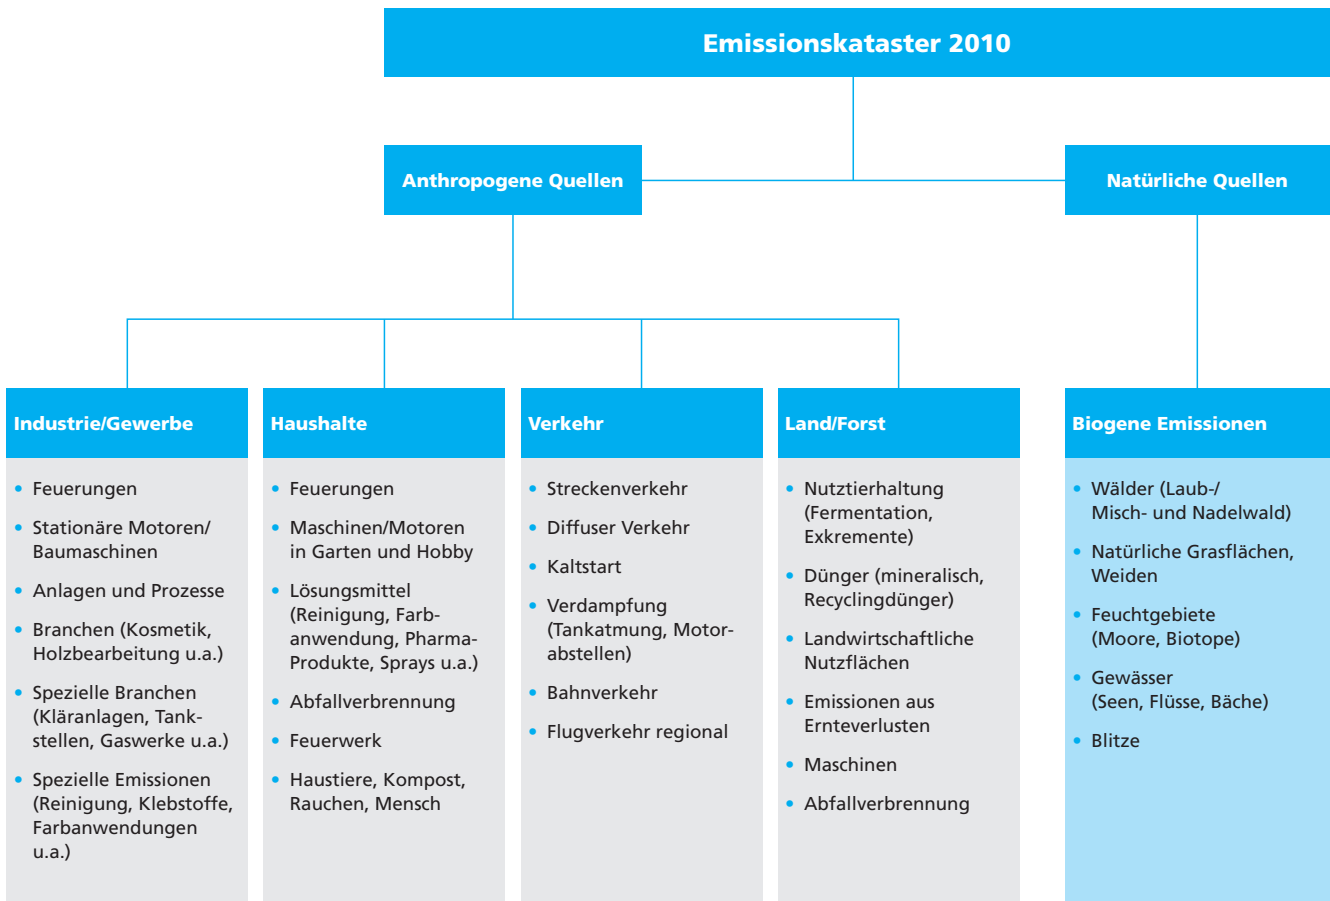 Emissionskataster 2010
Anthropogene Quellen
Natürliche Quellen
Industrie/Gewerbe
• Feuerungen
• Stationäre Motoren/
Baumaschinen
• Anlagen und Prozesse
• Branchen (Kosmetik,
Holzbearbeitung u.a.)
• Spezielle Branchen
(Kläranlagen, Tank-
stellen, Gaswerke u.a.)
• Spezielle Emissionen
(Reinigung, Klebstoffe,
Farbanwendungen
u.a.)
Haushalte
• Feuerungen
• Maschinen/Motoren
in Garten und Hobby
• Lösungsmittel
(Reinigung, Farb-
anwendung, Pharma-
Produkte, Sprays u.a.)
• Abfallverbrennung
• Feuerwerk
• Haustiere, Kompost,
Rauchen, Mensch
Verkehr
• Streckenverkehr
• Diffuser Verkehr
• Kaltstart
• Verdampfung
(Tankatmung, Motor-
abstellen)
• Bahnverkehr
• Flugverkehr regional
Land/Forst
• Nutztierhaltung
(Fermentation,
Exkremente)
• Dünger (mineralisch,
Recyclingdünger)
• Landwirtschaftliche
Nutzflächen
• Emissionen aus
Ernteverlusten
• Maschinen
• Abfallverbrennung
Biogene Emissionen
• Wälder (Laub-/
Misch- und Nadelwald)
• Natürliche Grasflächen,
Weiden
• Feuchtgebiete
(Moore, Biotope)
• Gewässer
(Seen, Flüsse, Bäche)
• Blitze